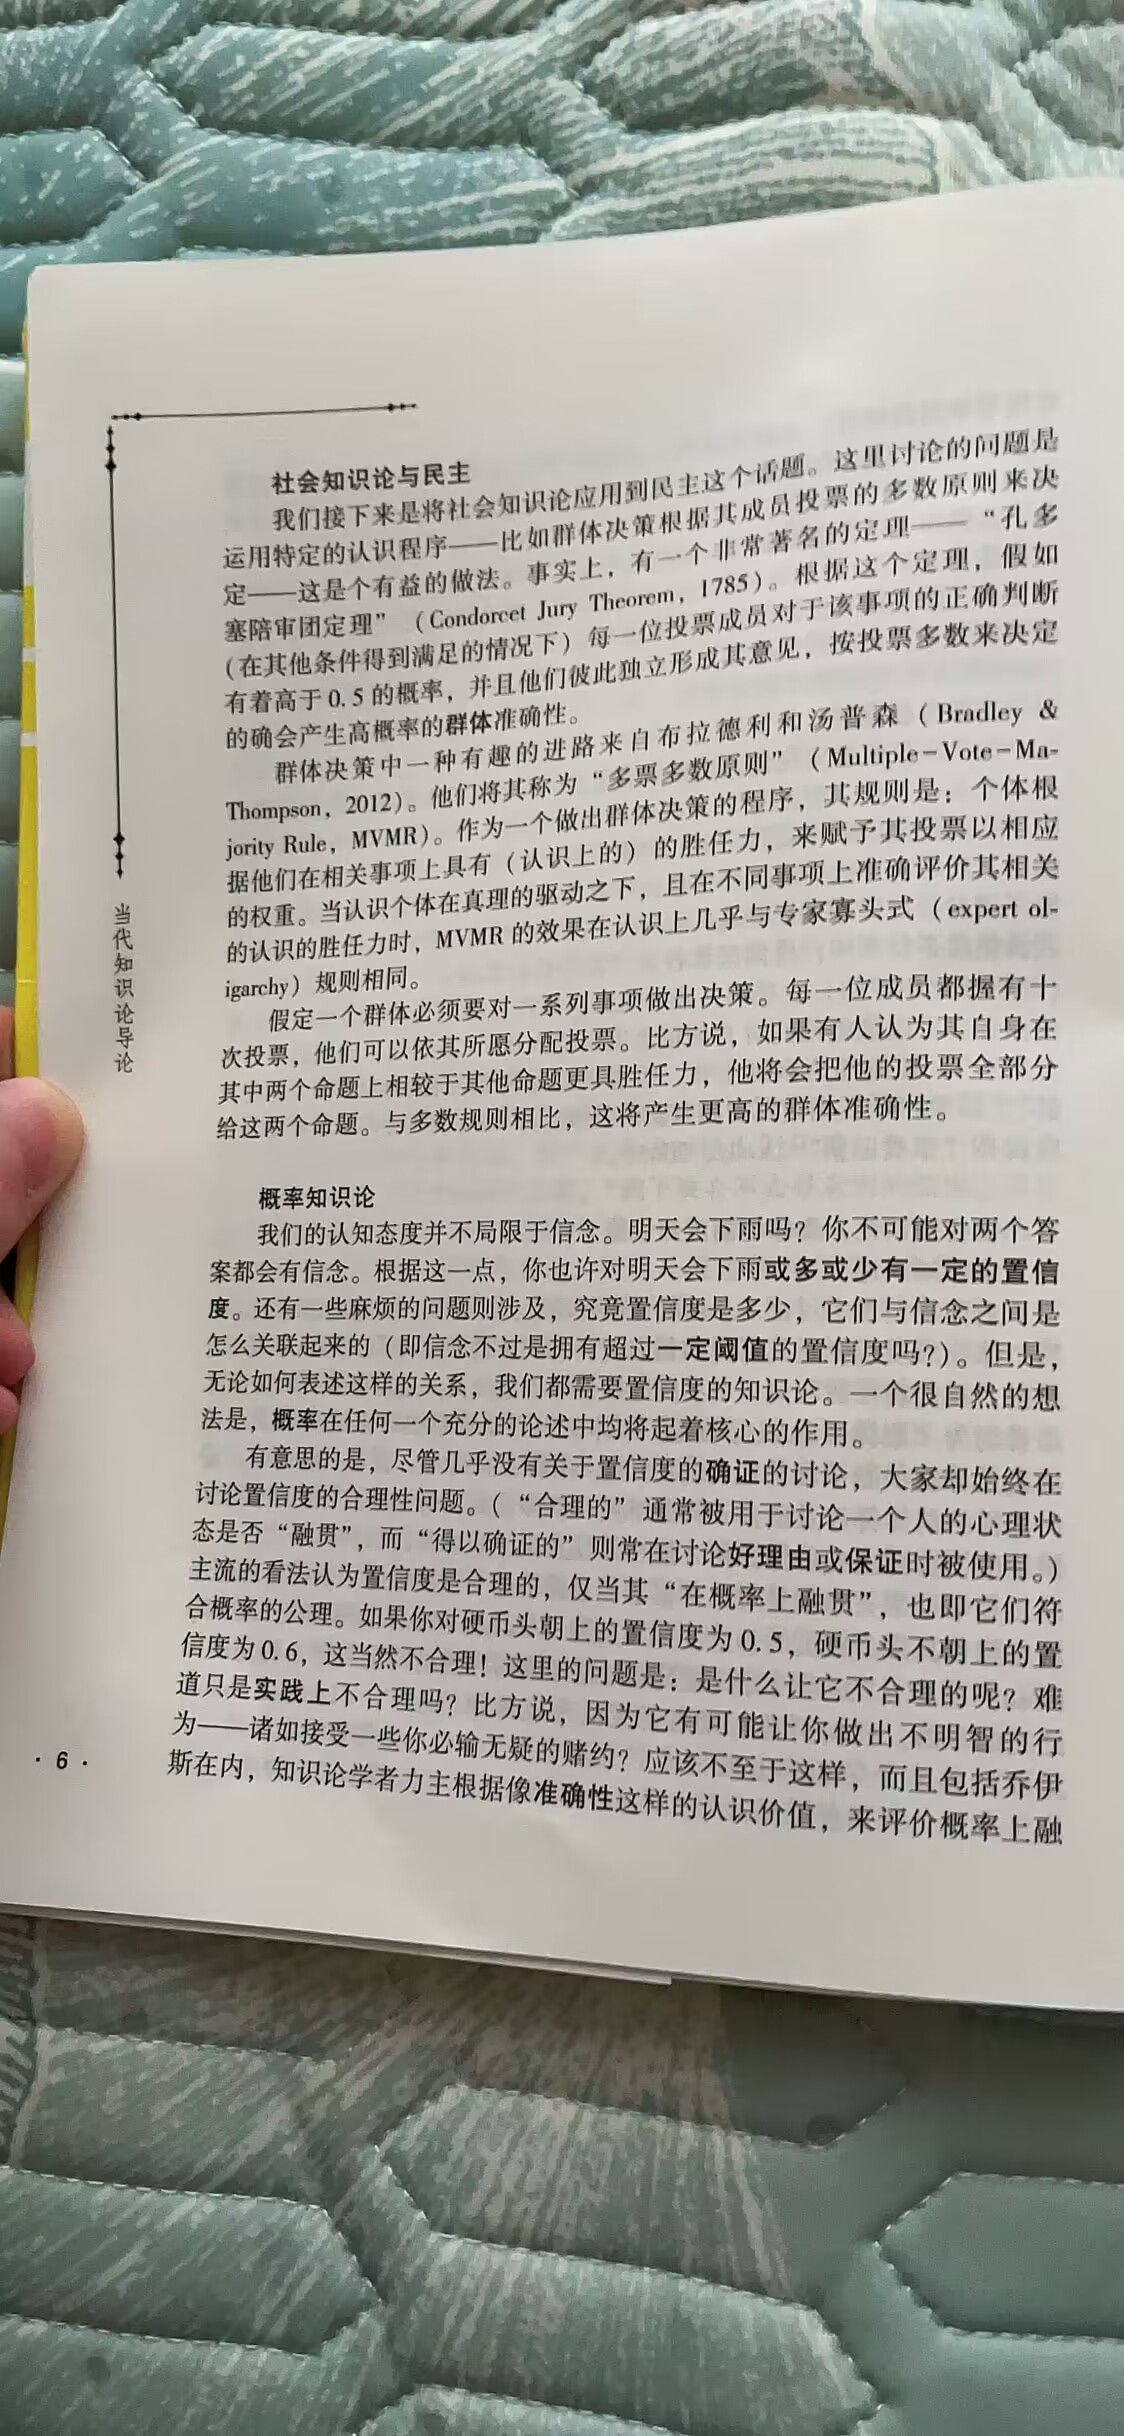 社会知识论与民主
我们接下来是将社会知识论应用到民主这个话题。这里讨论的问题是
运用特定的认识程序——比如群体决策根据其成员投票的多数原则来决
定——这是个有益的做法。事实上，有一个非常著名的定理——“孔多
塞陪审团定理”（Condorcet Jury Theorem，1785）。根据这个定理，假如
（在其他条件得到满足的情况下）每一位投票成员对于该事项的正确判断
有着高于0.5的概率，并且他们彼此独立形成其意见，按投票多数来决定
的确会产生高概率的群体准确性。
群体决策中一种有趣的进路来自布拉德利和汤普森（Bradley &
Thompson，2012）。他们将其称为“多票多数原则”（Multiple-Vote-Ma-
jority Rule，MVMR）。作为一个做出群体决策的程序，其规则是：个体根
据他们在相关事项上具有（认识上的）的胜任力，来赋予其投票以相应
的权重。当认识个体在真理的驱动之下，且在不同事项上准确评价其相关
的认识的胜任力时，MVMR的效果在认识上几乎与专家寡头式（expert ol-
igarchy）规则相同。
假定一个群体必须要对一系列事项做出决策。每一位成员都握有十
次投票，他们可以依其所愿分配投票。比方说，如果有人认为其自身在
其中两个命题上相较于其他命题更具胜任力，他将会把他的投票全部分
给这两个命题。与多数规则相比，这将产生更高的群体准确性。
概率知识论
我们的认知态度并不局限于信念。明天会下雨吗？你不可能对两个答
案都会有信念。根据这一点，你也许对明天会下雨或多或少有一定的置信
度。还有一些麻烦的问题则涉及，究竟置信度是多少，它们与信念之间是
怎么关联起来的（即信念不过是拥有超过一定阈值的置信度吗？）。但是，
无论如何表述这样的关系，我们都需要置信度的知识论。一个很自然的想
法是，概率在任何一个充分的论述中均将起着核心的作用。
有意思的是，尽管几乎没有关于置信度的确证的讨论，大家却始终在
讨论置信度的合理性问题。（“合理的”通常被用于讨论一个人的心理状
态是否“融贯”，而“得以确证的”则常在讨论好理由或保证时被使用。）
主流的看法认为置信度是合理的，仅当其“在概率上融贯”，也即它们符
合概率的公理。如果你对硬币头朝上的置信度为0.5，硬币头不朝上的置
信度为0.6，这当然不合理！这里的问题是：是什么让它不合理的呢？难
道只是实践上不合理吗？比方说，因为它有可能让你做出不明智的行
为——诸如接受一些你必输无疑的赌约？应该不至于这样，而且包括乔伊
斯在内，知识论学者力主根据像准确性这样的认识价值，来评价概率上融
当代知识论导论
· 6 ·